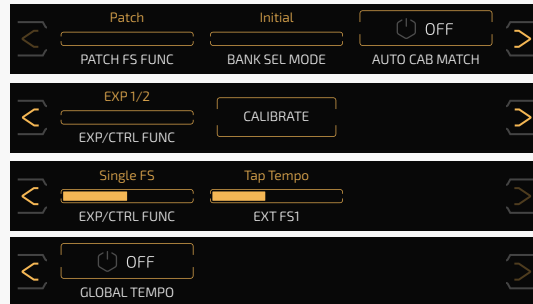 Patch Initial OFF
PATCH FS FUNC BANK SEL MODE AUTO CAB MATCH
EXP 1/2
CALIBRATE
EXP/CTRL FUNC
Single FS Tap Tempo
EXP/CTRL FUNC EXT FS1
OFF
GLOBAL TEMPO